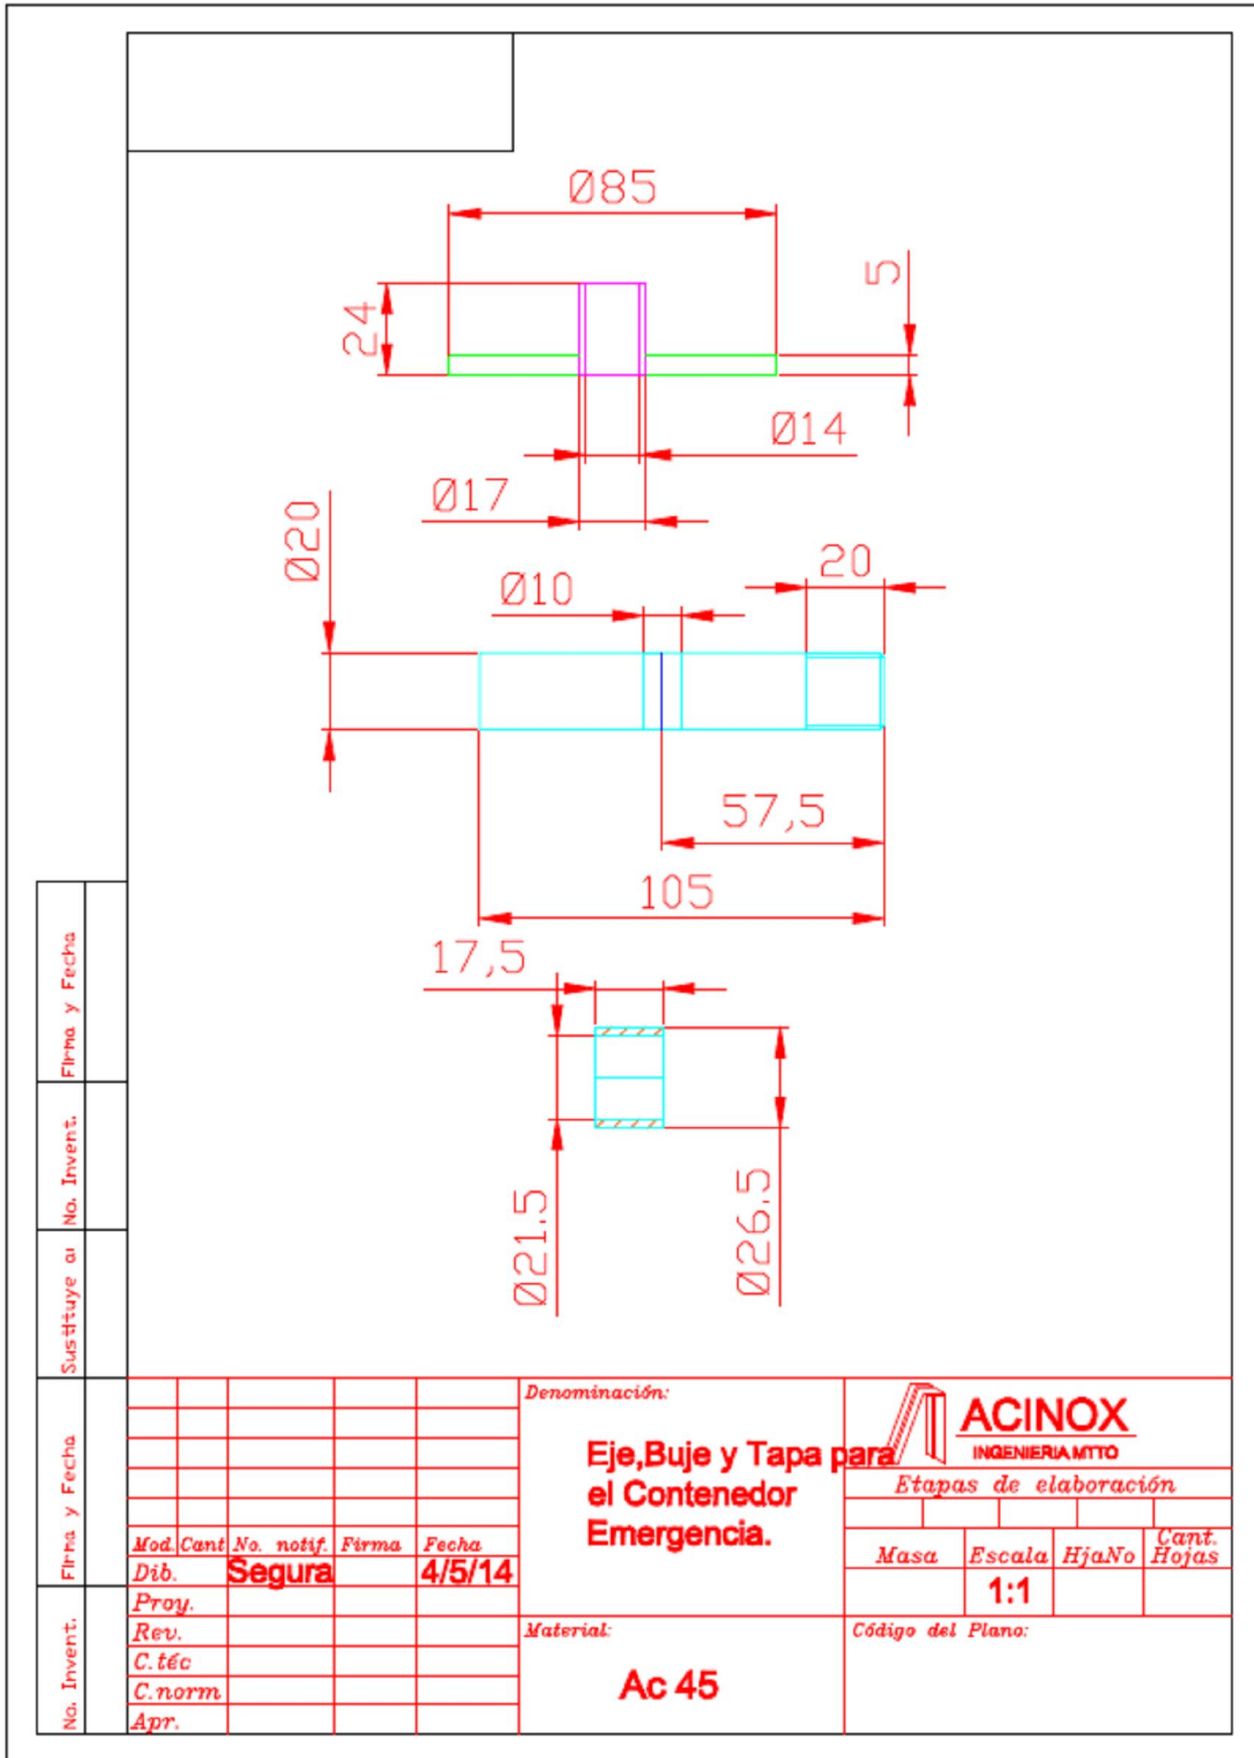 Ø85
5
24
Ø14
Ø17
Ø20
Ø10
20
57,5
105
17,5
Ø21.5
Ø26.5
Firma y Fecha
No. Invent.
Sustituye a:
Firma y Fecha
No. Invent.
Mod. Cant No. notif. Firma Fecha
Dib. Segura 4/5/14
Proy.
Rev.
C.téc
C.norm
Apr.
Denominación:
Eje,Buje y Tapa para
el Contenedor
Emergencia.
Material:
Ac 45
ACINOX
INGENIERIA MTTO
Etapas de elaboración
Masa Escala HjaNo Cant. Hojas
1:1
Código del Plano: